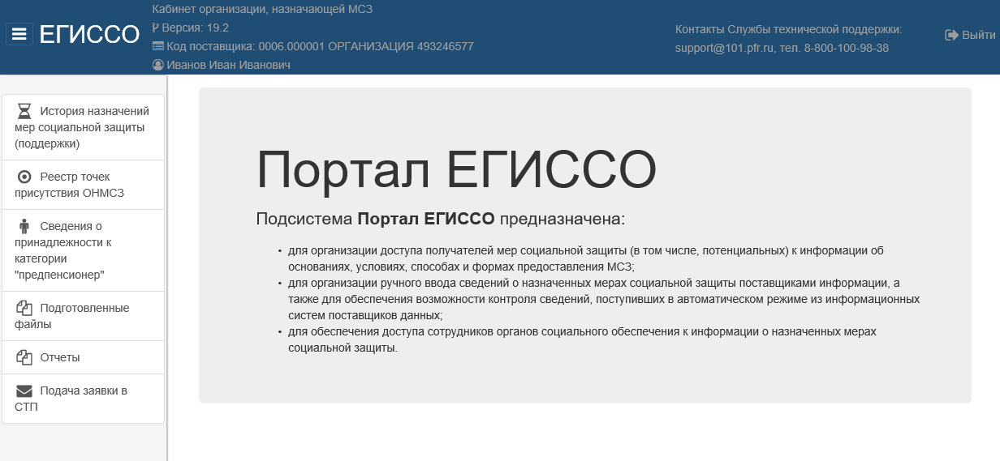 ЕГИССО
Кабинет организации, назначающей МСЗ
Версия: 19.2
Код поставщика: 0006.000001 ОРГАНИЗАЦИЯ 493246577
Иванов Иван Иванович
Контакты Службы технической поддержки:
support@101.pfr.ru, тел. 8-800-100-98-38
Выйти
История назначений
мер социальной защиты
(поддержки)
Реестр точек
присутствия ОНМСЗ
Сведения о
принадлежности к
категории
"предпенсионер"
Подготовленные
файлы
Отчеты
Подача заявки в
СТП
Портал ЕГИССО
Подсистема Портал ЕГИССО предназначена:
• для организации доступа получателей мер социальной защиты (в том числе, потенциальных) к информации об
основаниях, условиях, способах и формах предоставления МСЗ;
• для организации ручного ввода сведений о назначенных мерах социальной защиты поставщиками информации, а
также для обеспечения возможности контроля сведений, поступивших в автоматическом режиме из информационных
систем поставщиков данных;
• для обеспечения доступа сотрудников органов социального обеспечения к информации о назначенных мерах
социальной защиты.